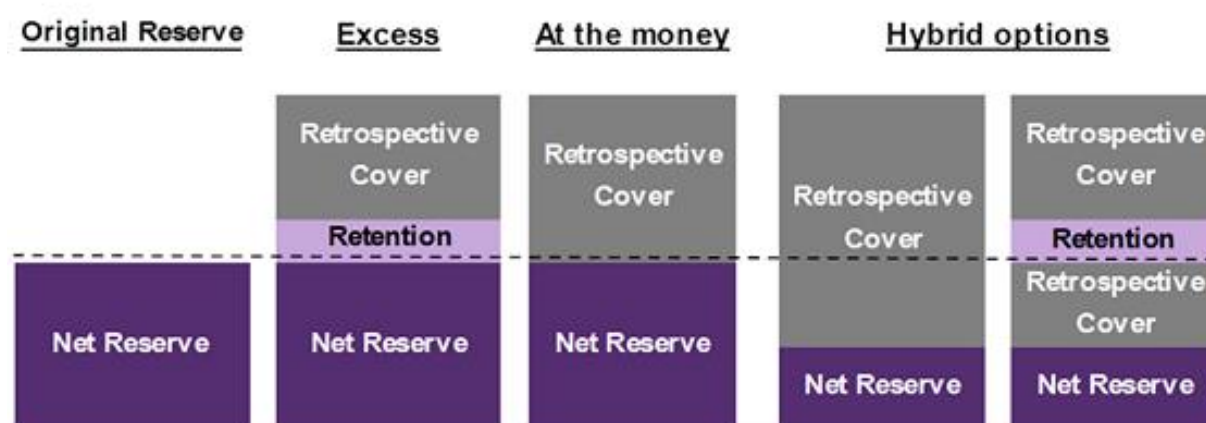 Original Reserve
Excess
At the money
Hybrid options
Retrospective
Cover
Retention
Net Reserve
Net Reserve
Retrospective
Cover
Net Reserve
Retrospective
Cover
Net Reserve
Retrospective
Cover
Retention
Retrospective
Cover
Net Reserve